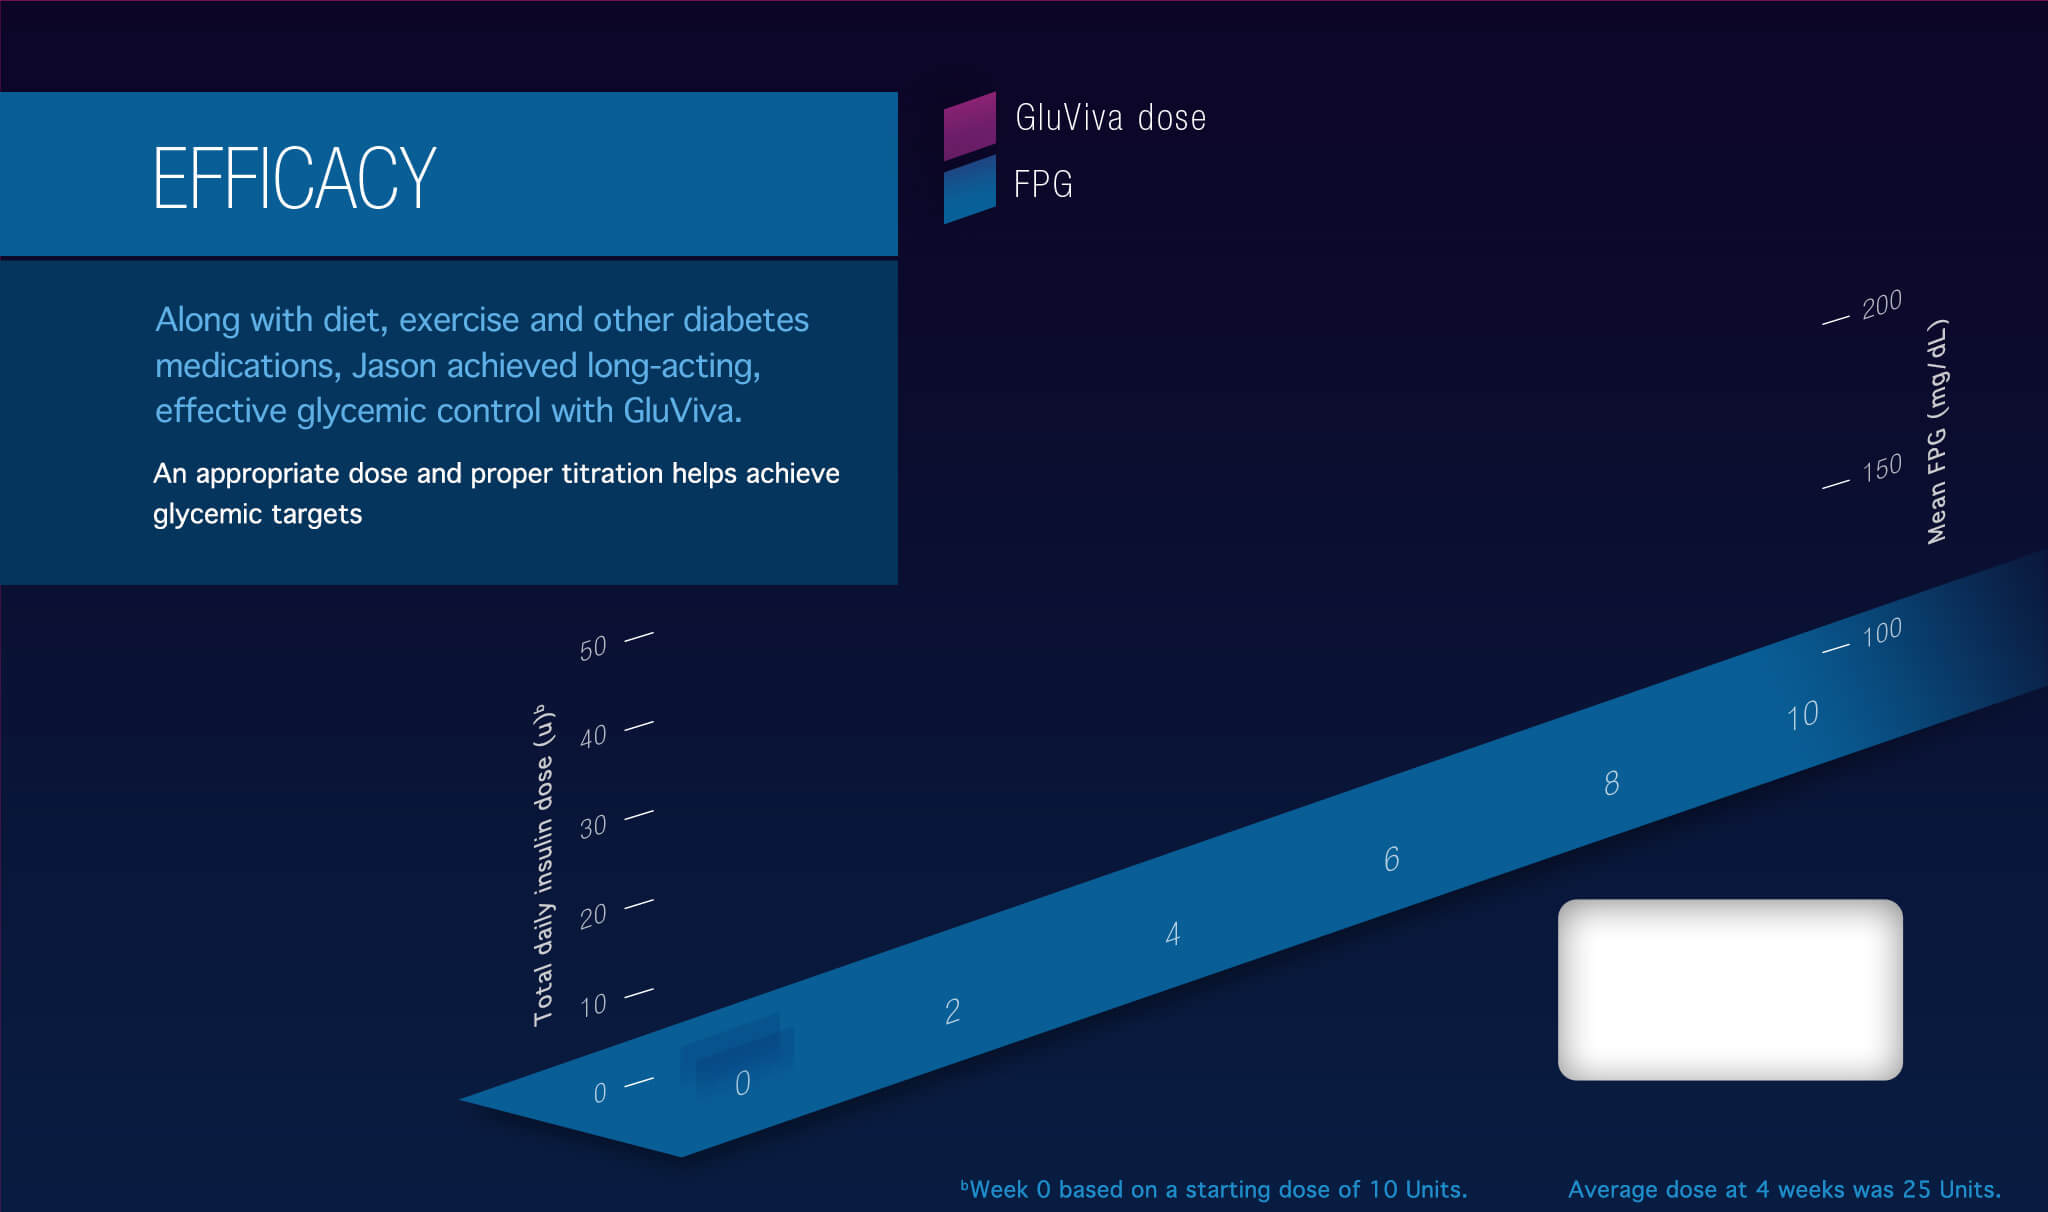 EFFICACY
Along with diet, exercise and other diabetes
medications, Jason achieved long-acting,
effective glycemic control with GluViva.
An appropriate dose and proper titration helps achieve
glycemic targets
GluViva dose
FPG
200
150
100
Mean FPG (mg/dL)
50
40
30
20
10
0
Total daily insulin dose (u)ᵇ
0
2
4
6
8
10
ᵇWeek 0 based on a starting dose of 10 Units.
Average dose at 4 weeks was 25 Units.